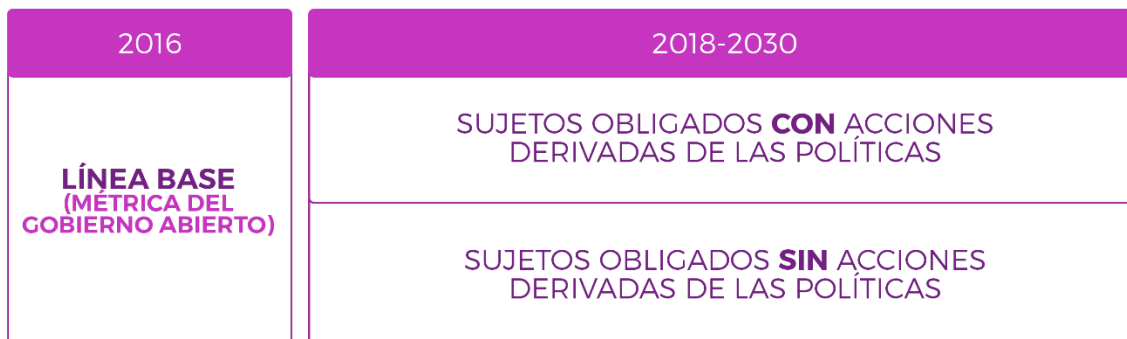 2016
2018-2030
LÍNEA BASE
(MÉTRICA DEL
GOBIERNO ABIERTO)
SUJETOS OBLIGADOS CON ACCIONES
DERIVADAS DE LAS POLÍTICAS
SUJETOS OBLIGADOS SIN ACCIONES
DERIVADAS DE LAS POLÍTICAS